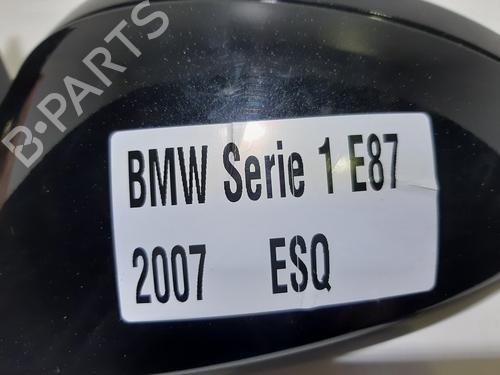 B-PARTS
BMW Serie 1 E87
2007 ESQ